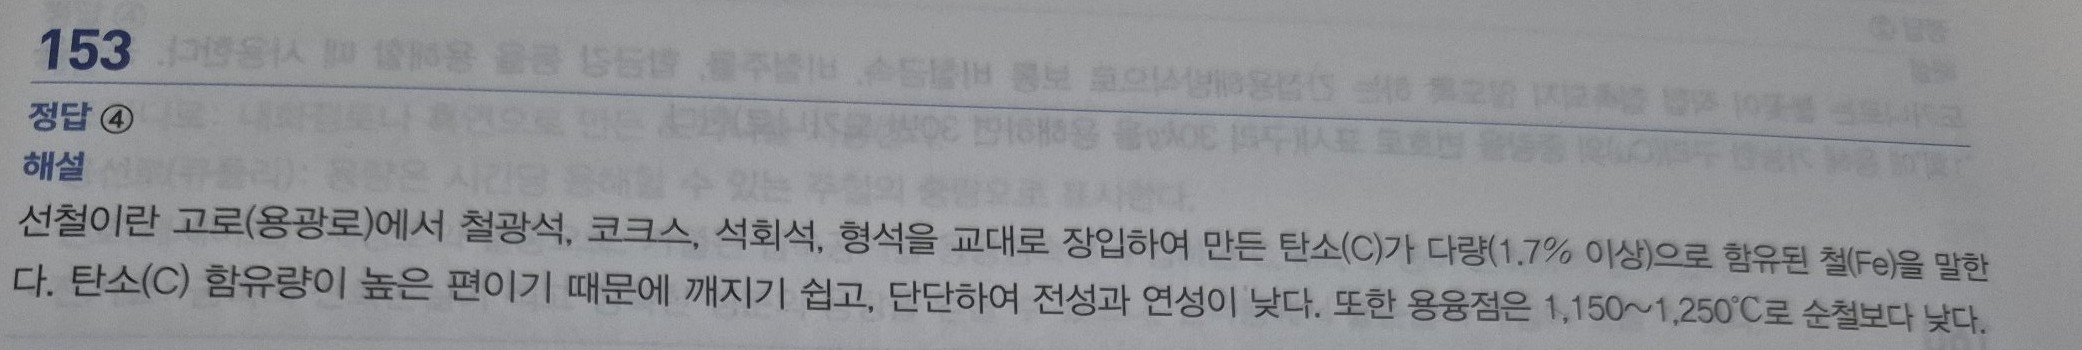 153
정답 ④
해설
선철이란 고로(용광로)에서 철광석, 코크스, 석회석, 형석을 교대로 장입하여 만든 탄소(C)가 다량(1.7% 이상)으로 함유된 철(Fe)을 말한
다. 탄소(C) 함유량이 높은 편이기 때문에 깨지기 쉽고, 단단하여 전성과 연성이 낮다. 또한 용융점은 1,150~1,250℃로 순철보다 낮다.